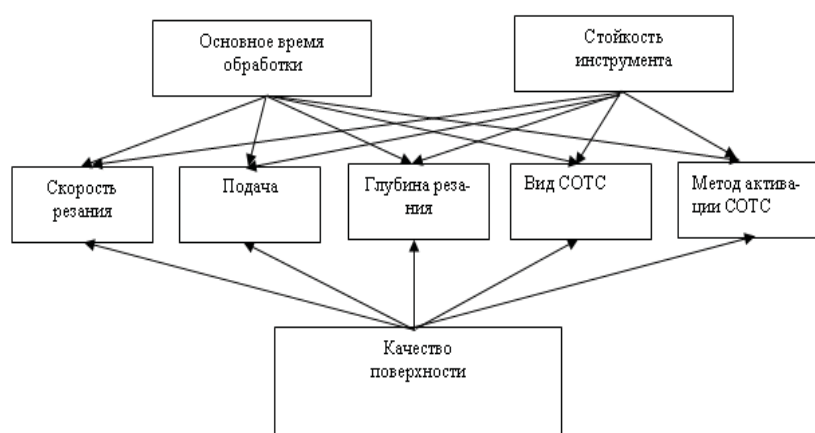 Основное время
обработки
Стойкость
инструмента
Скорость
резания
Подача
Глубина реза-
ния
Вид СОТС
Метод актива-
ции СОТС
Качество
поверхности